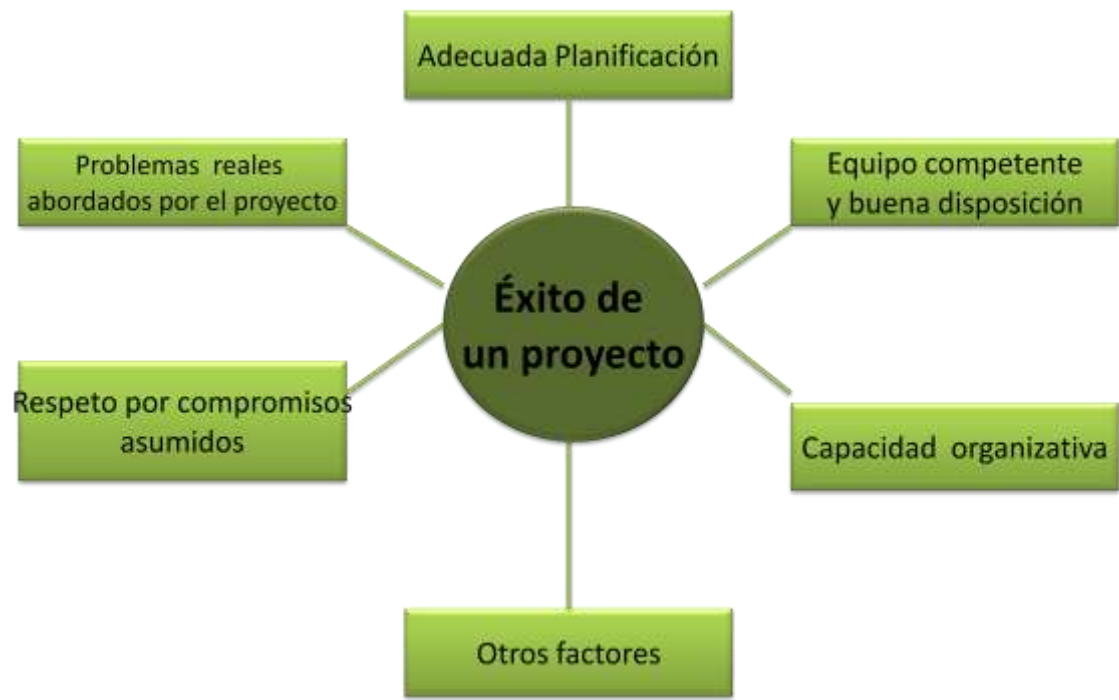 Adecuada Planificación
Problemas reales
abordados por el proyecto
Equipo competente
y buena disposición
Éxito de
un proyecto
Respeto por compromisos
asumidos
Capacidad organizativa
Otros factores